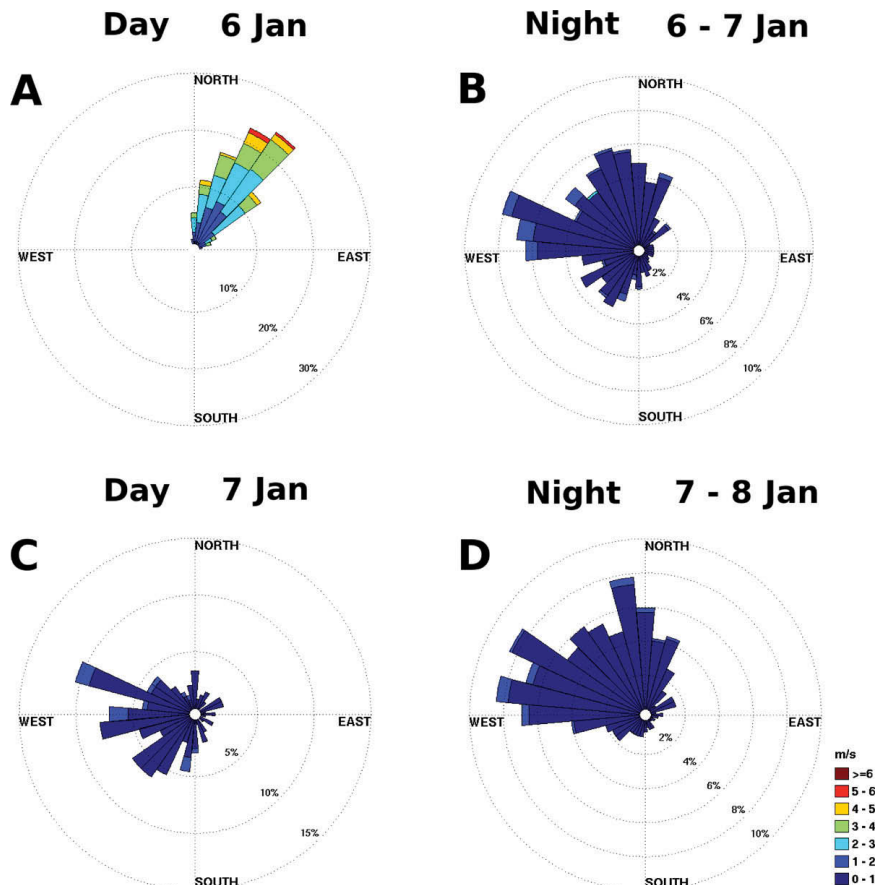 Day 6 Jan
Night 6 - 7 Jan
A
NORTH
WEST
EAST
10%
20%
30%
SOUTH
B
NORTH
WEST
EAST
2%
4%
6%
8%
10%
SOUTH
Day 7 Jan
Night 7 - 8 Jan
C
NORTH
WEST
EAST
5%
10%
15%
SOUTH
D
NORTH
WEST
EAST
2%
4%
6%
8%
10%
SOUTH
m/s
>=6
5 - 6
4 - 5
3 - 4
2 - 3
1 - 2
0 - 1